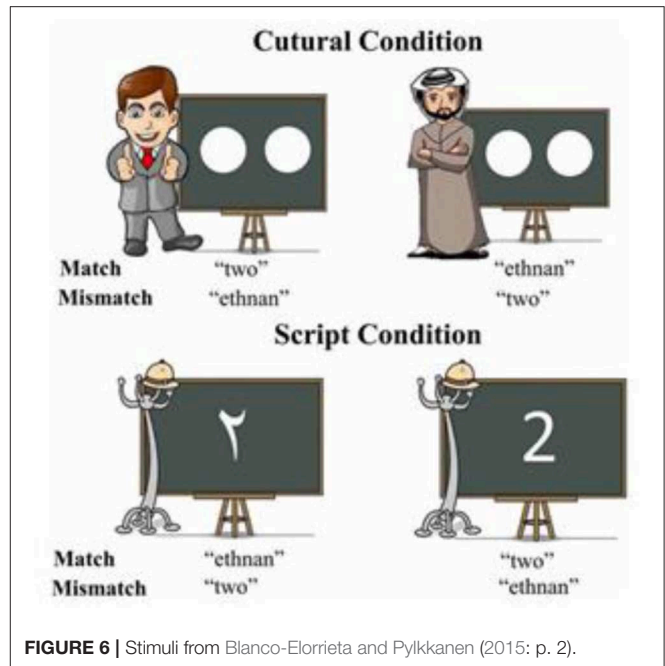 Cutural Condition
Match “two” “ethnan”
Mismatch “ethnan” “two”
Script Condition
٢ 2
Match “ethnan” “two”
Mismatch “two” “ethnan”
FIGURE 6 | Stimuli from Blanco-Elorrieta and Pylkkanen (2015: p. 2).